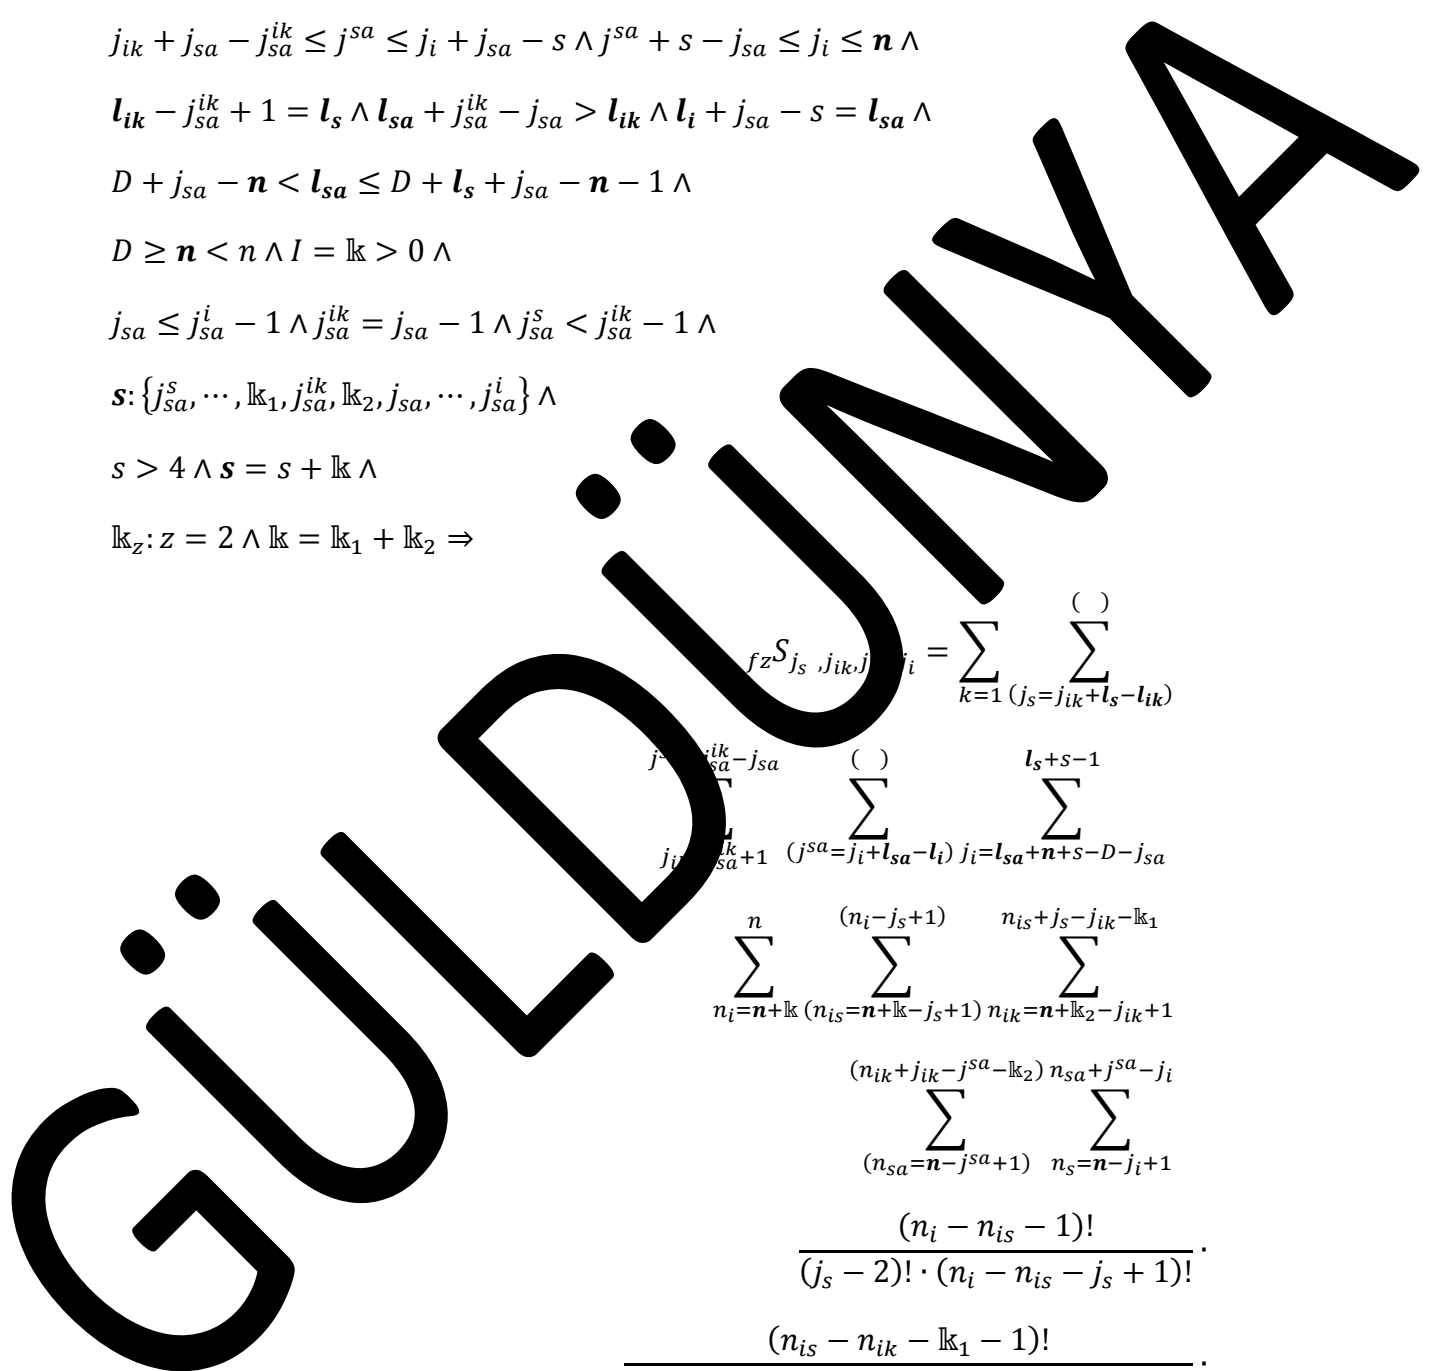 j_{ik} + j_{sa} − j_{sa}^{ik} ≤ j^{sa} ≤ j_i + j_{sa} − s ∧ j^{sa} + s − j_{sa} ≤ j_i ≤ 𝒏 ∧
𝒍_{𝒊𝒌} − j_{sa}^{ik} + 1 = 𝒍_𝒔 ∧ 𝒍_{𝒔𝒂} + j_{sa}^{ik} − j_{sa} > 𝒍_{𝒊𝒌} ∧ 𝒍_𝒊 + j_{sa} − s = 𝒍_{𝒔𝒂} ∧
D + j_{sa} − 𝒏 < 𝒍_{𝒔𝒂} ≤ D + 𝒍_𝒔 + j_{sa} − 𝒏 − 1 ∧
D ≥ 𝒏 < n ∧ I = 𝕜 > 0 ∧
j_{sa} ≤ j_{sa}^i − 1 ∧ j_{sa}^{ik} = j_{sa} − 1 ∧ j_{sa}^s < j_{sa}^{ik} − 1 ∧
𝒔: {j_{sa}^s, ⋯ , 𝕜_1, j_{sa}^{ik}, 𝕜_2, j_{sa}, ⋯ , j_{sa}^i} ∧
s > 4 ∧ 𝒔 = s + 𝕜 ∧
𝕜_z: z = 2 ∧ 𝕜 = 𝕜_1 + 𝕜_2 ⇒
_{fz}S_{j_s ,j_{ik},j i} = ∑_{k=1} ∑_{(j_s=j_{ik}+𝒍_𝒔−𝒍_{𝒊𝒌})}^{( )}
∑^{−j_{sa}} ∑_{(j^{sa}=j_i+𝒍_{𝒔𝒂}−𝒍_𝒊)}^{( )} ∑_{j_i=𝒍_{𝒔𝒂}+𝒏+s−D−j_{sa}}^{𝒍_𝒔+s−1}
∑_{n_i=𝒏+𝕜}^{n} ∑_{(n_{is}=𝒏+𝕜−j_s+1)}^{(n_i−j_s+1)} ∑_{n_{ik}=𝒏+𝕜_2−j_{ik}+1}^{n_{is}+j_s−j_{ik}−𝕜_1}
∑_{(n_{sa}=𝒏−j^{sa}+1)}^{(n_{ik}+j_{ik}−j^{sa}−𝕜_2)} ∑_{n_s=𝒏−j_i+1}^{n_{sa}+j^{sa}−j_i}
(n_i − n_{is} − 1)!
(j_s − 2)! · (n_i − n_{is} − j_s + 1)! ·
(n_{is} − n_{ik} − 𝕜_1 − 1)! ·
GÜLDÜNYA